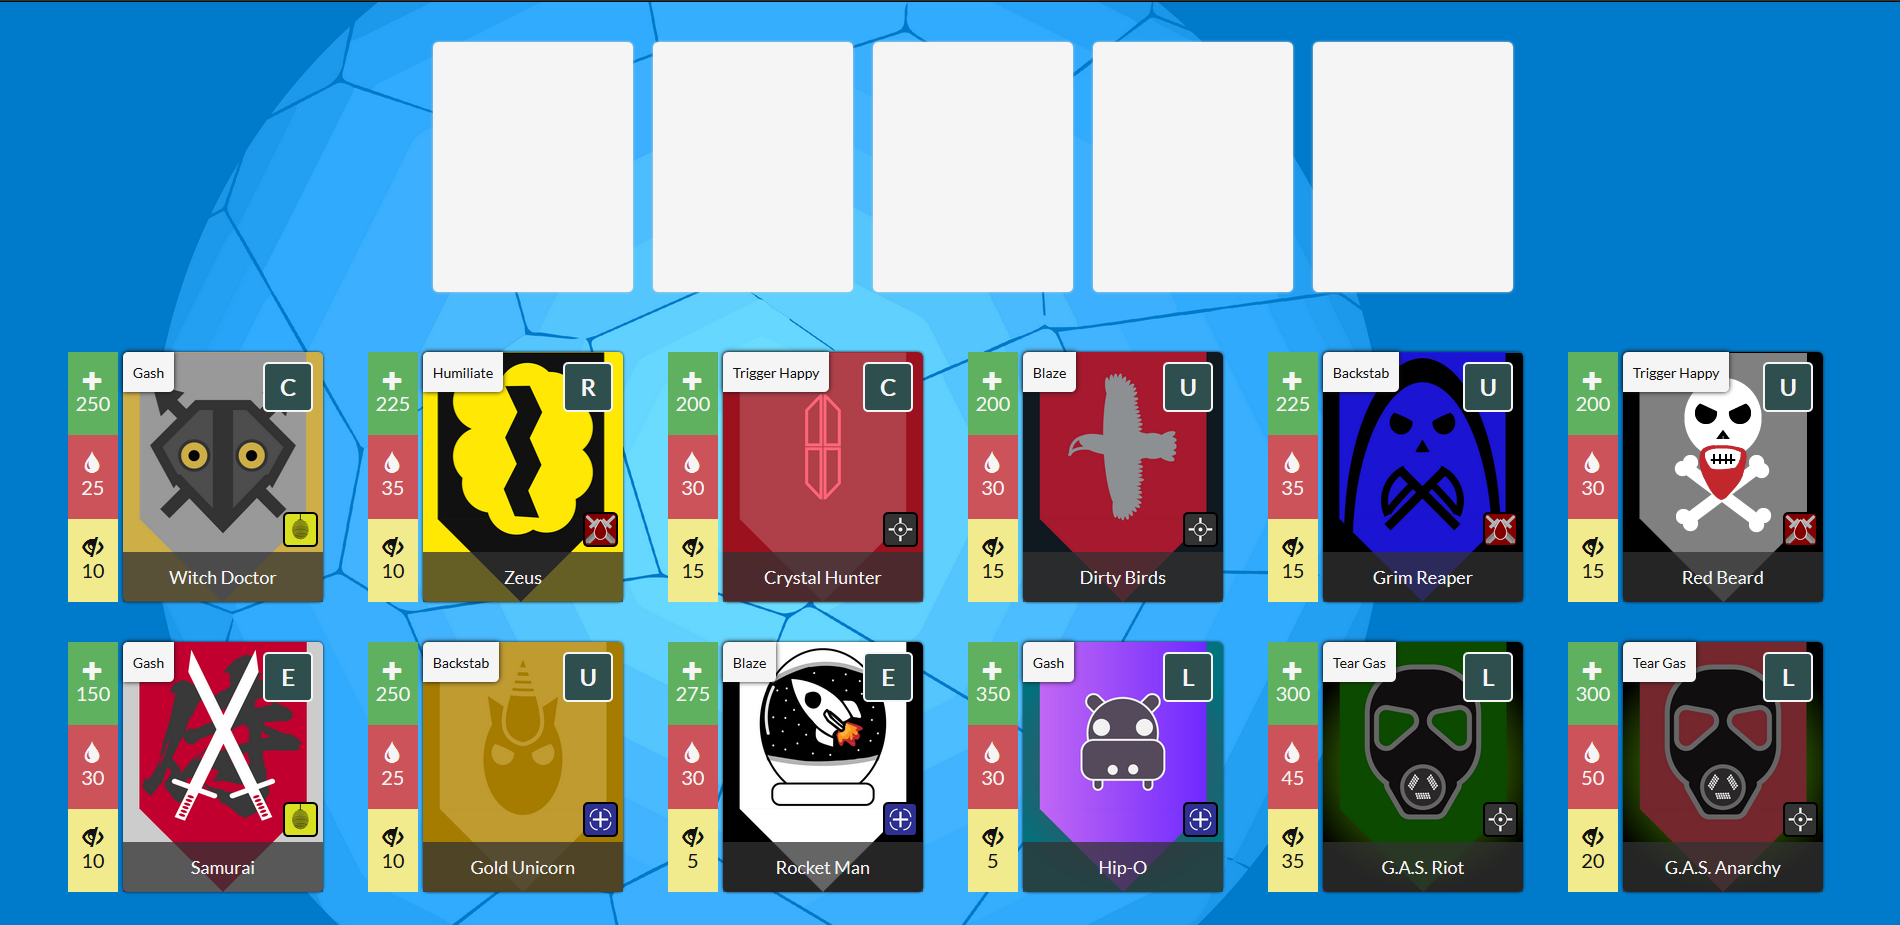 Gash
C
250
25
10
Witch Doctor
Humiliate
R
225
35
10
Zeus
Trigger Happy
C
200
30
15
Crystal Hunter
Blaze
U
200
30
15
Dirty Birds
Backstab
U
225
35
15
Grim Reaper
Trigger Happy
U
200
30
15
Red Beard
Gash
E
150
30
10
Samurai
Backstab
U
250
25
10
Gold Unicorn
Blaze
E
275
30
5
Rocket Man
Gash
L
350
30
5
Hip-O
Tear Gas
L
300
45
35
G.A.S. Riot
Tear Gas
L
300
50
20
G.A.S. Anarchy